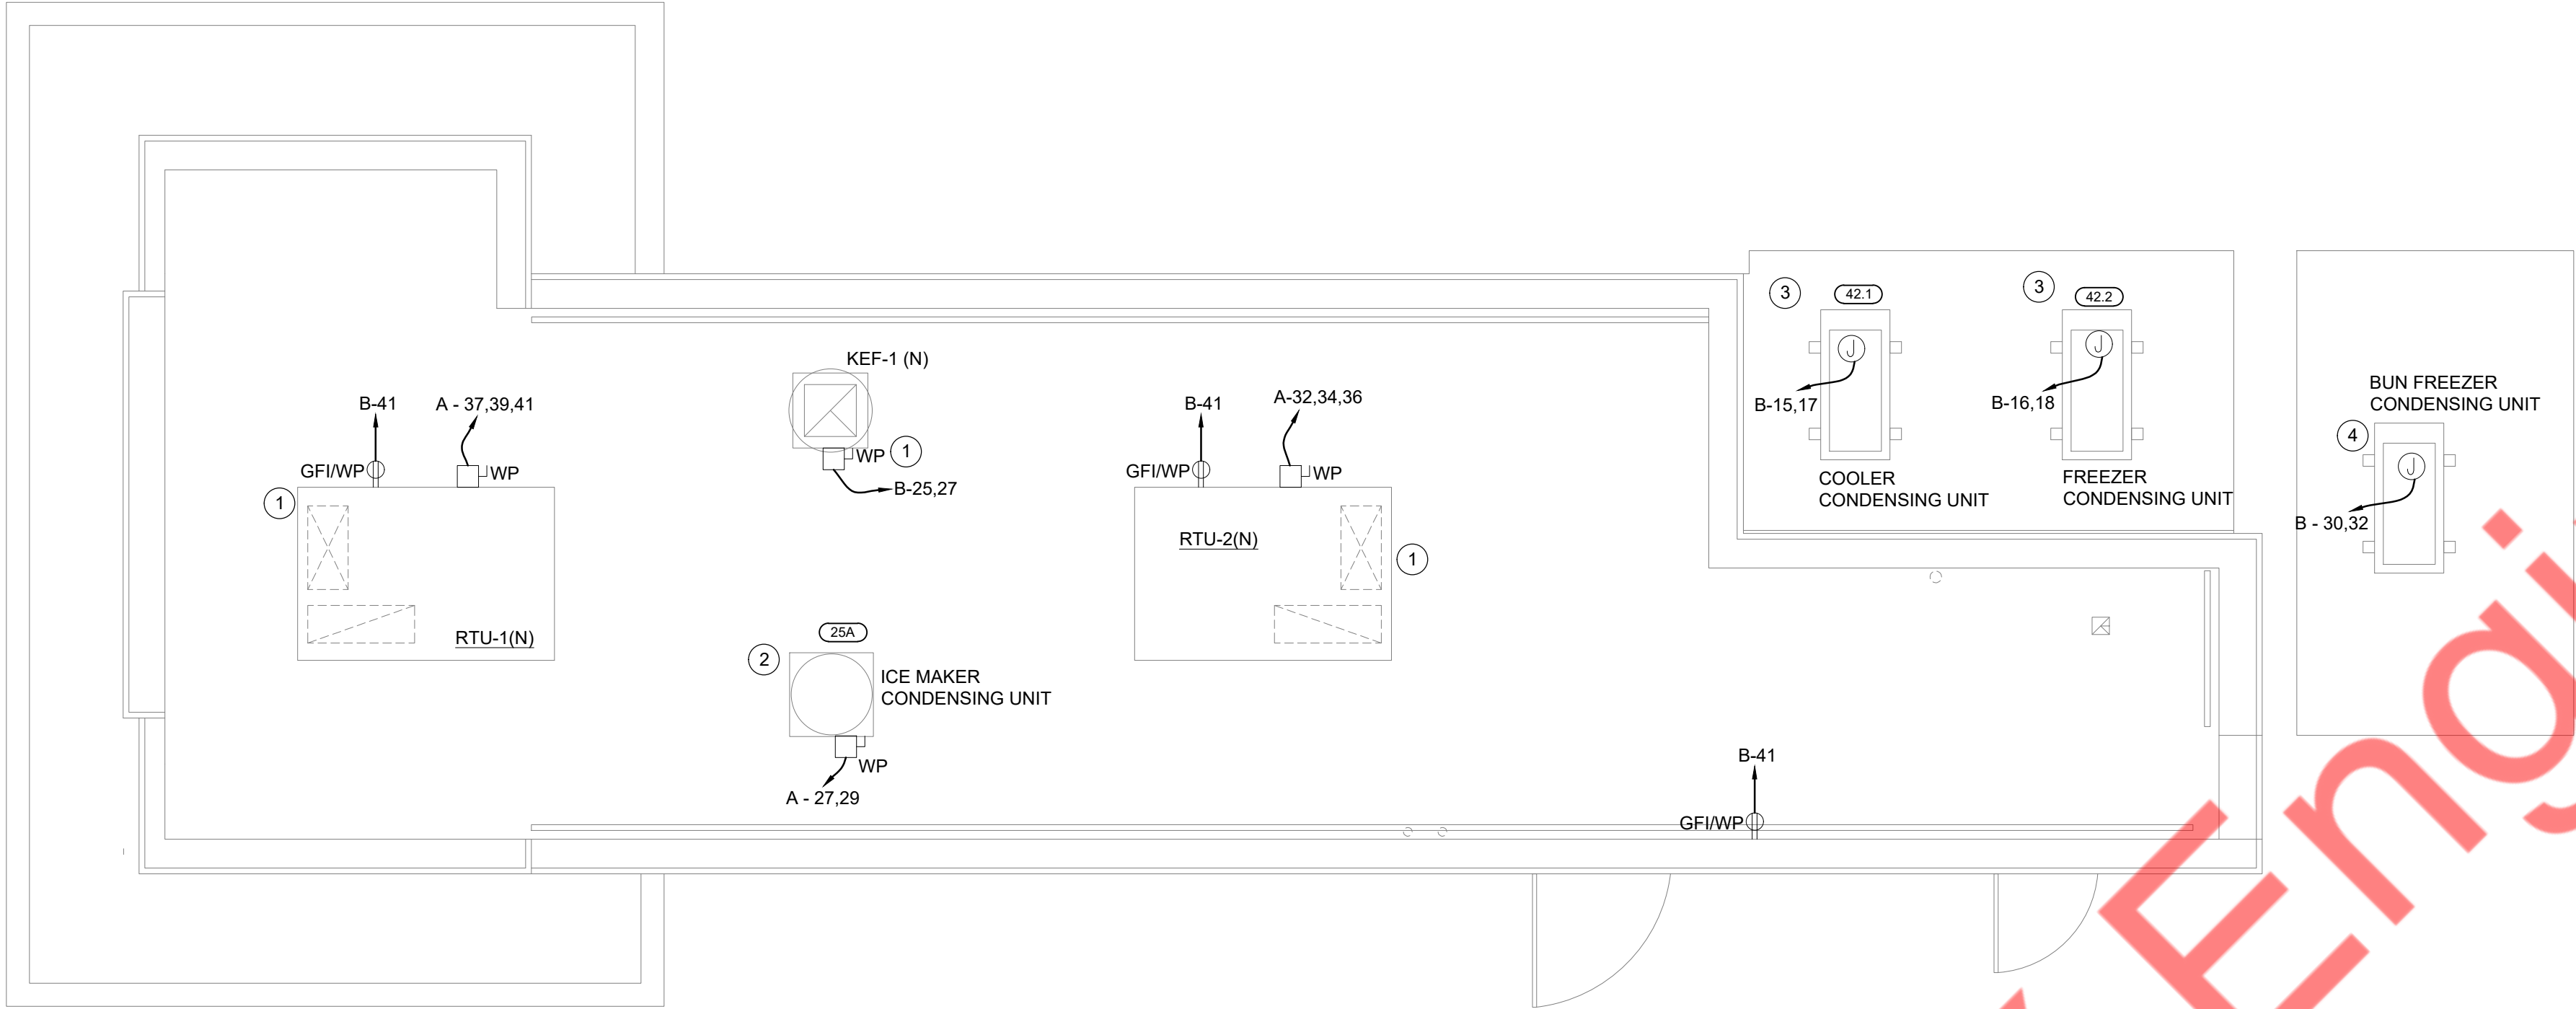 KEF-1 (N)
WP
1
B-25,27
B-41
A - 37,39,41
GFI/WP
WP
1
RTU-1(N)
25A
2
ICE MAKER
CONDENSING UNIT
WP
A - 27,29
B-41
A-32,34,36
GFI/WP
WP
RTU-2(N)
1
3
42.1
J
B-15,17
COOLER
CONDENSING UNIT
3
42.2
J
B-16,18
FREEZER
CONDENSING UNIT
BUN FREEZER
CONDENSING UNIT
4
J
B - 30,32
B-41
GFI/WP
Engi